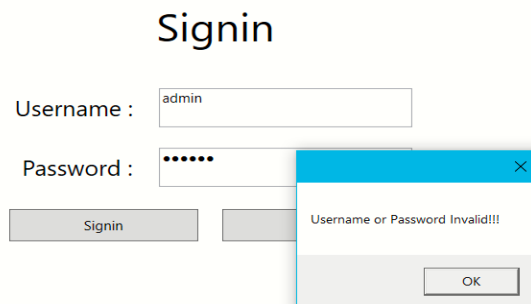 Signin
Username :
admin
Password :
••••••
Username or Password Invalid!!!
Signin
OK